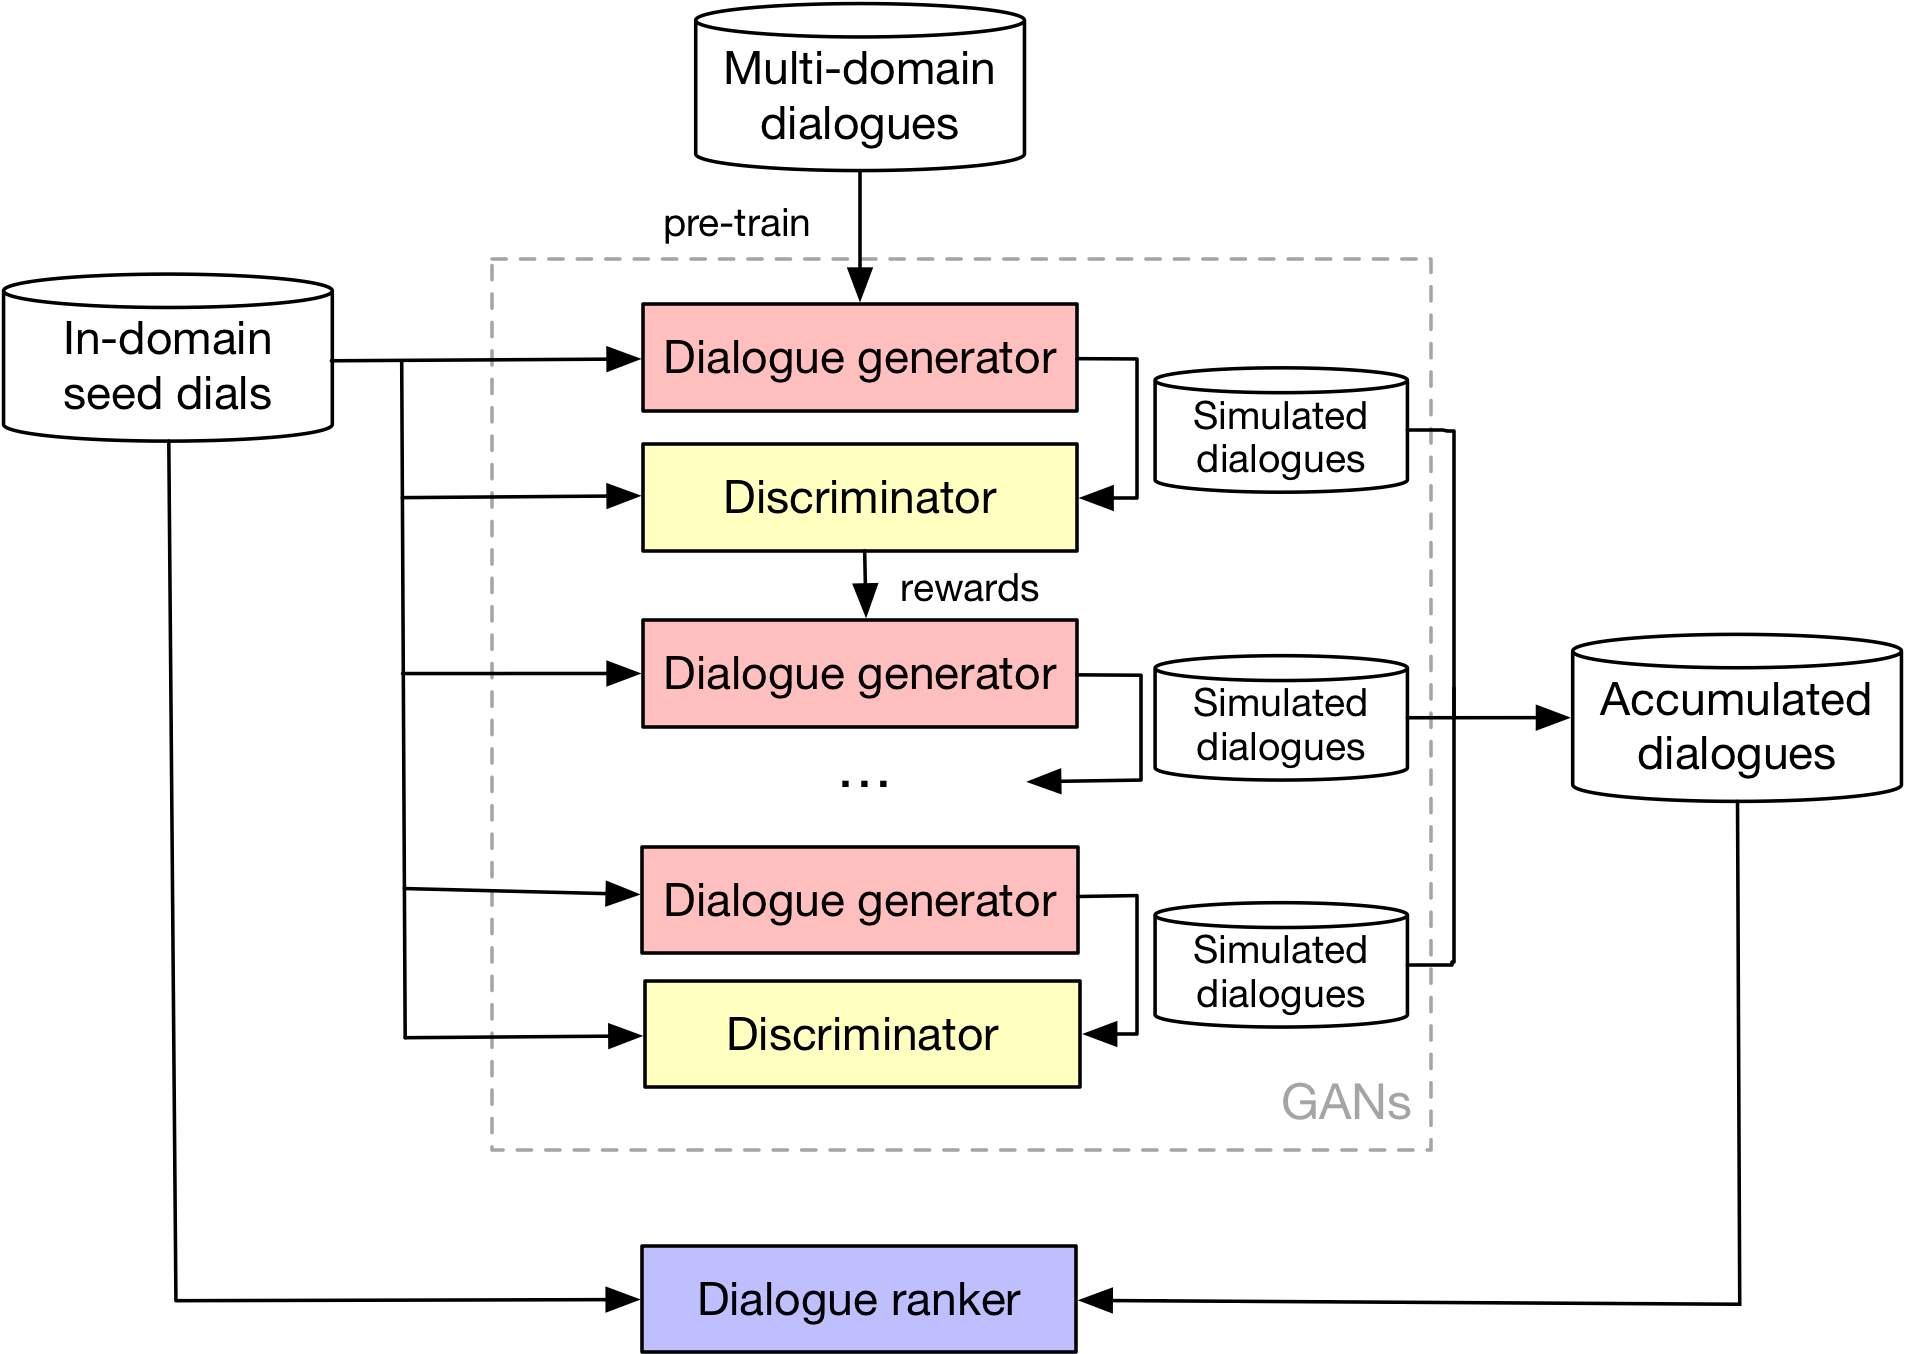 Multi-domain
dialogues
pre-train
In-domain
seed dials
Dialogue generator
Simulated
dialogues
Discriminator
rewards
Dialogue generator
Simulated
dialogues
...
Accumulated
dialogues
Dialogue generator
Simulated
dialogues
Discriminator
GANs
Dialogue ranker